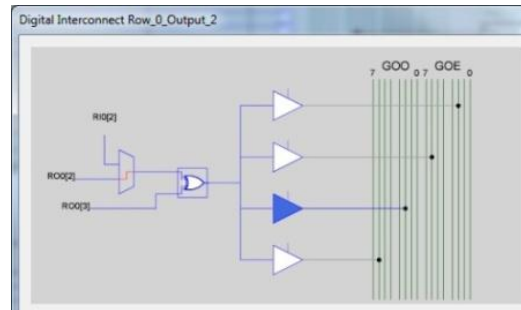 Digital Interconnect Row_0_Output_2
GOO GOE
7 0 7 0
RI0[2]
RO0[2]
RO0[3]